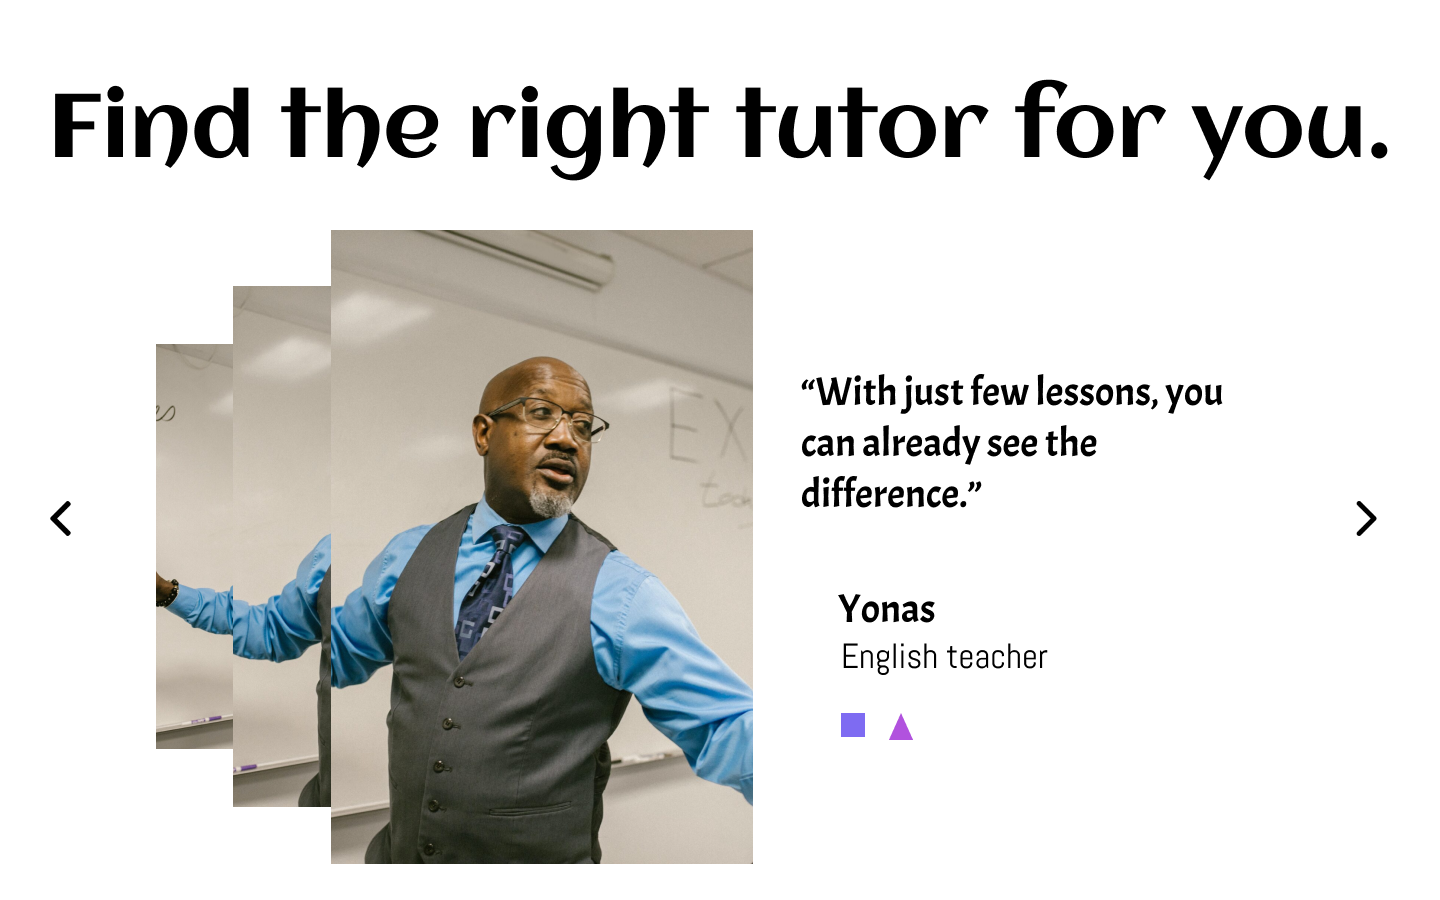 Find the right tutor for you.
“With just few lessons, you
can already see the
difference.”
Yonas
English teacher
EX